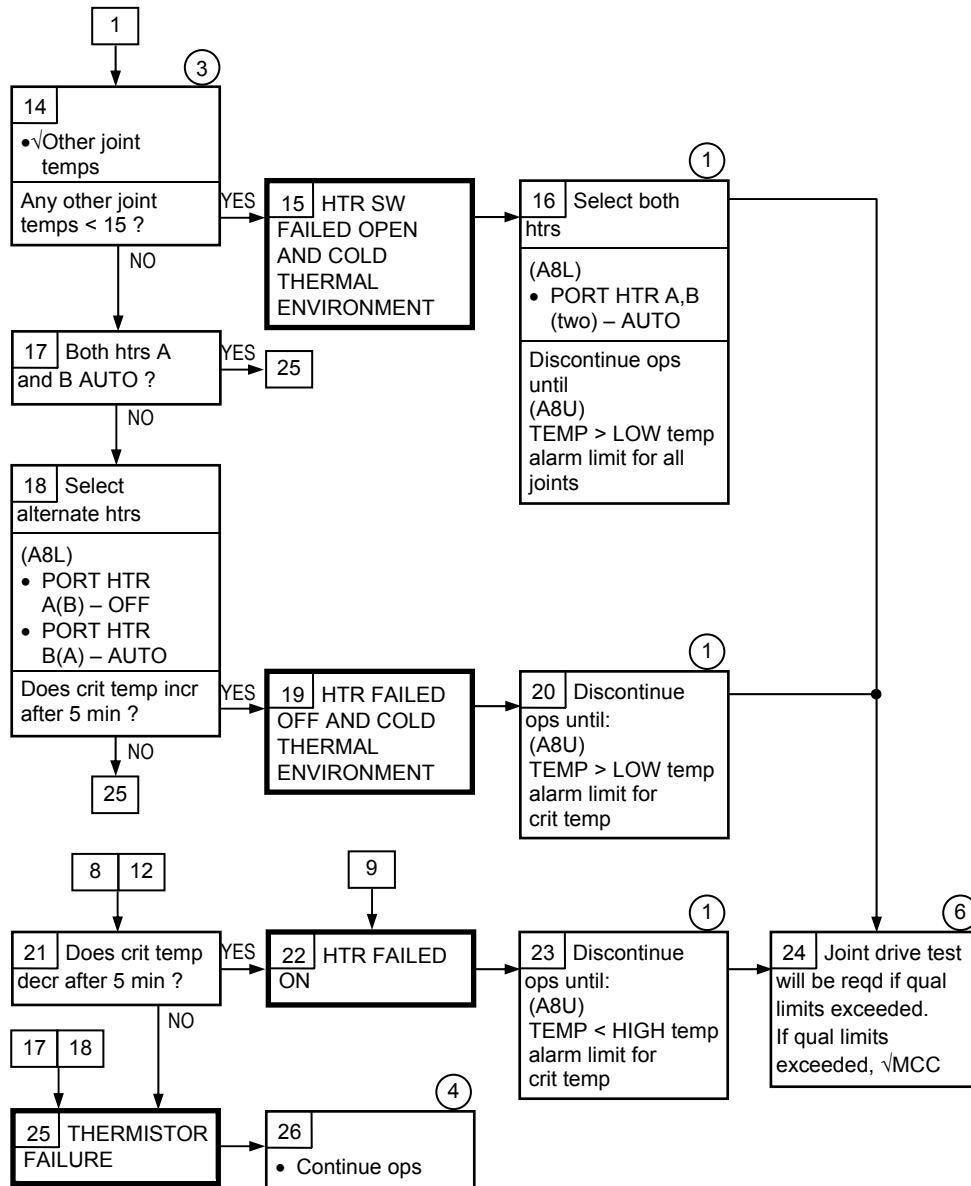 1
3
14
•√Other joint
temps
Any other joint
temps < 15 ?
YES
NO
15 HTR SW
FAILED OPEN
AND COLD
THERMAL
ENVIRONMENT
1
16 Select both
htrs
(A8L)
• PORT HTR A,B
(two) – AUTO
Discontinue ops
until
(A8U)
TEMP > LOW temp
alarm limit for all
joints
17 Both htrs A
and B AUTO ?
YES
25
NO
18 Select
alternate htrs
(A8L)
• PORT HTR
A(B) – OFF
• PORT HTR
B(A) – AUTO
Does crit temp incr
after 5 min ?
YES
NO
25
19 HTR FAILED
OFF AND COLD
THERMAL
ENVIRONMENT
1
20 Discontinue
ops until:
(A8U)
TEMP > LOW temp
alarm limit for
crit temp
8 12
21 Does crit temp
decr after 5 min ?
YES
NO
9
22 HTR FAILED
ON
1
23 Discontinue
ops until:
(A8U)
TEMP < HIGH temp
alarm limit for
crit temp
6
24 Joint drive test
will be reqd if qual
limits exceeded.
If qual limits
exceeded, √MCC
17 18
25 THERMISTOR
FAILURE
4
26
• Continue ops